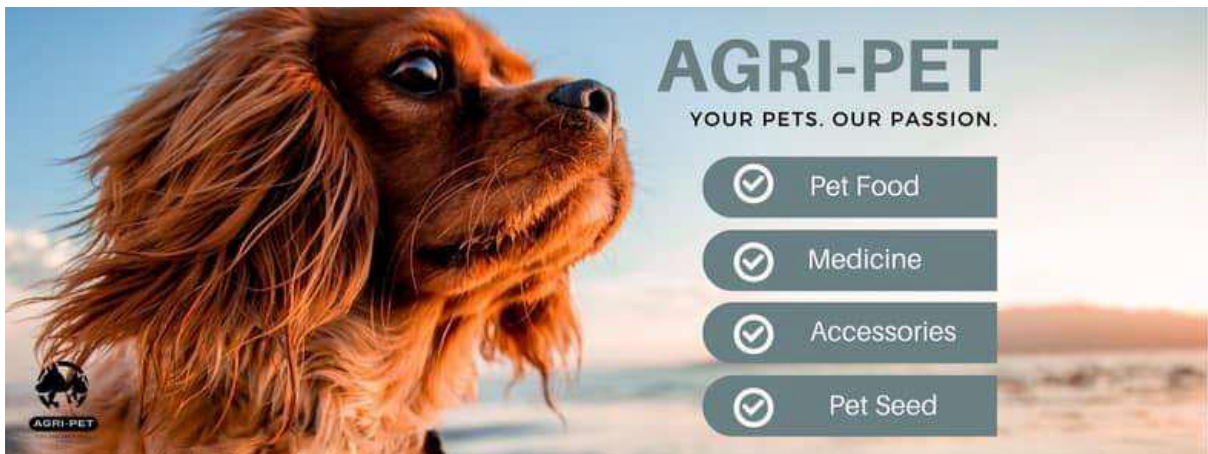 AGRI-PET
YOUR PETS. OUR PASSION.
Pet Food
Medicine
Accessories
Pet Seed
AGRI-PET